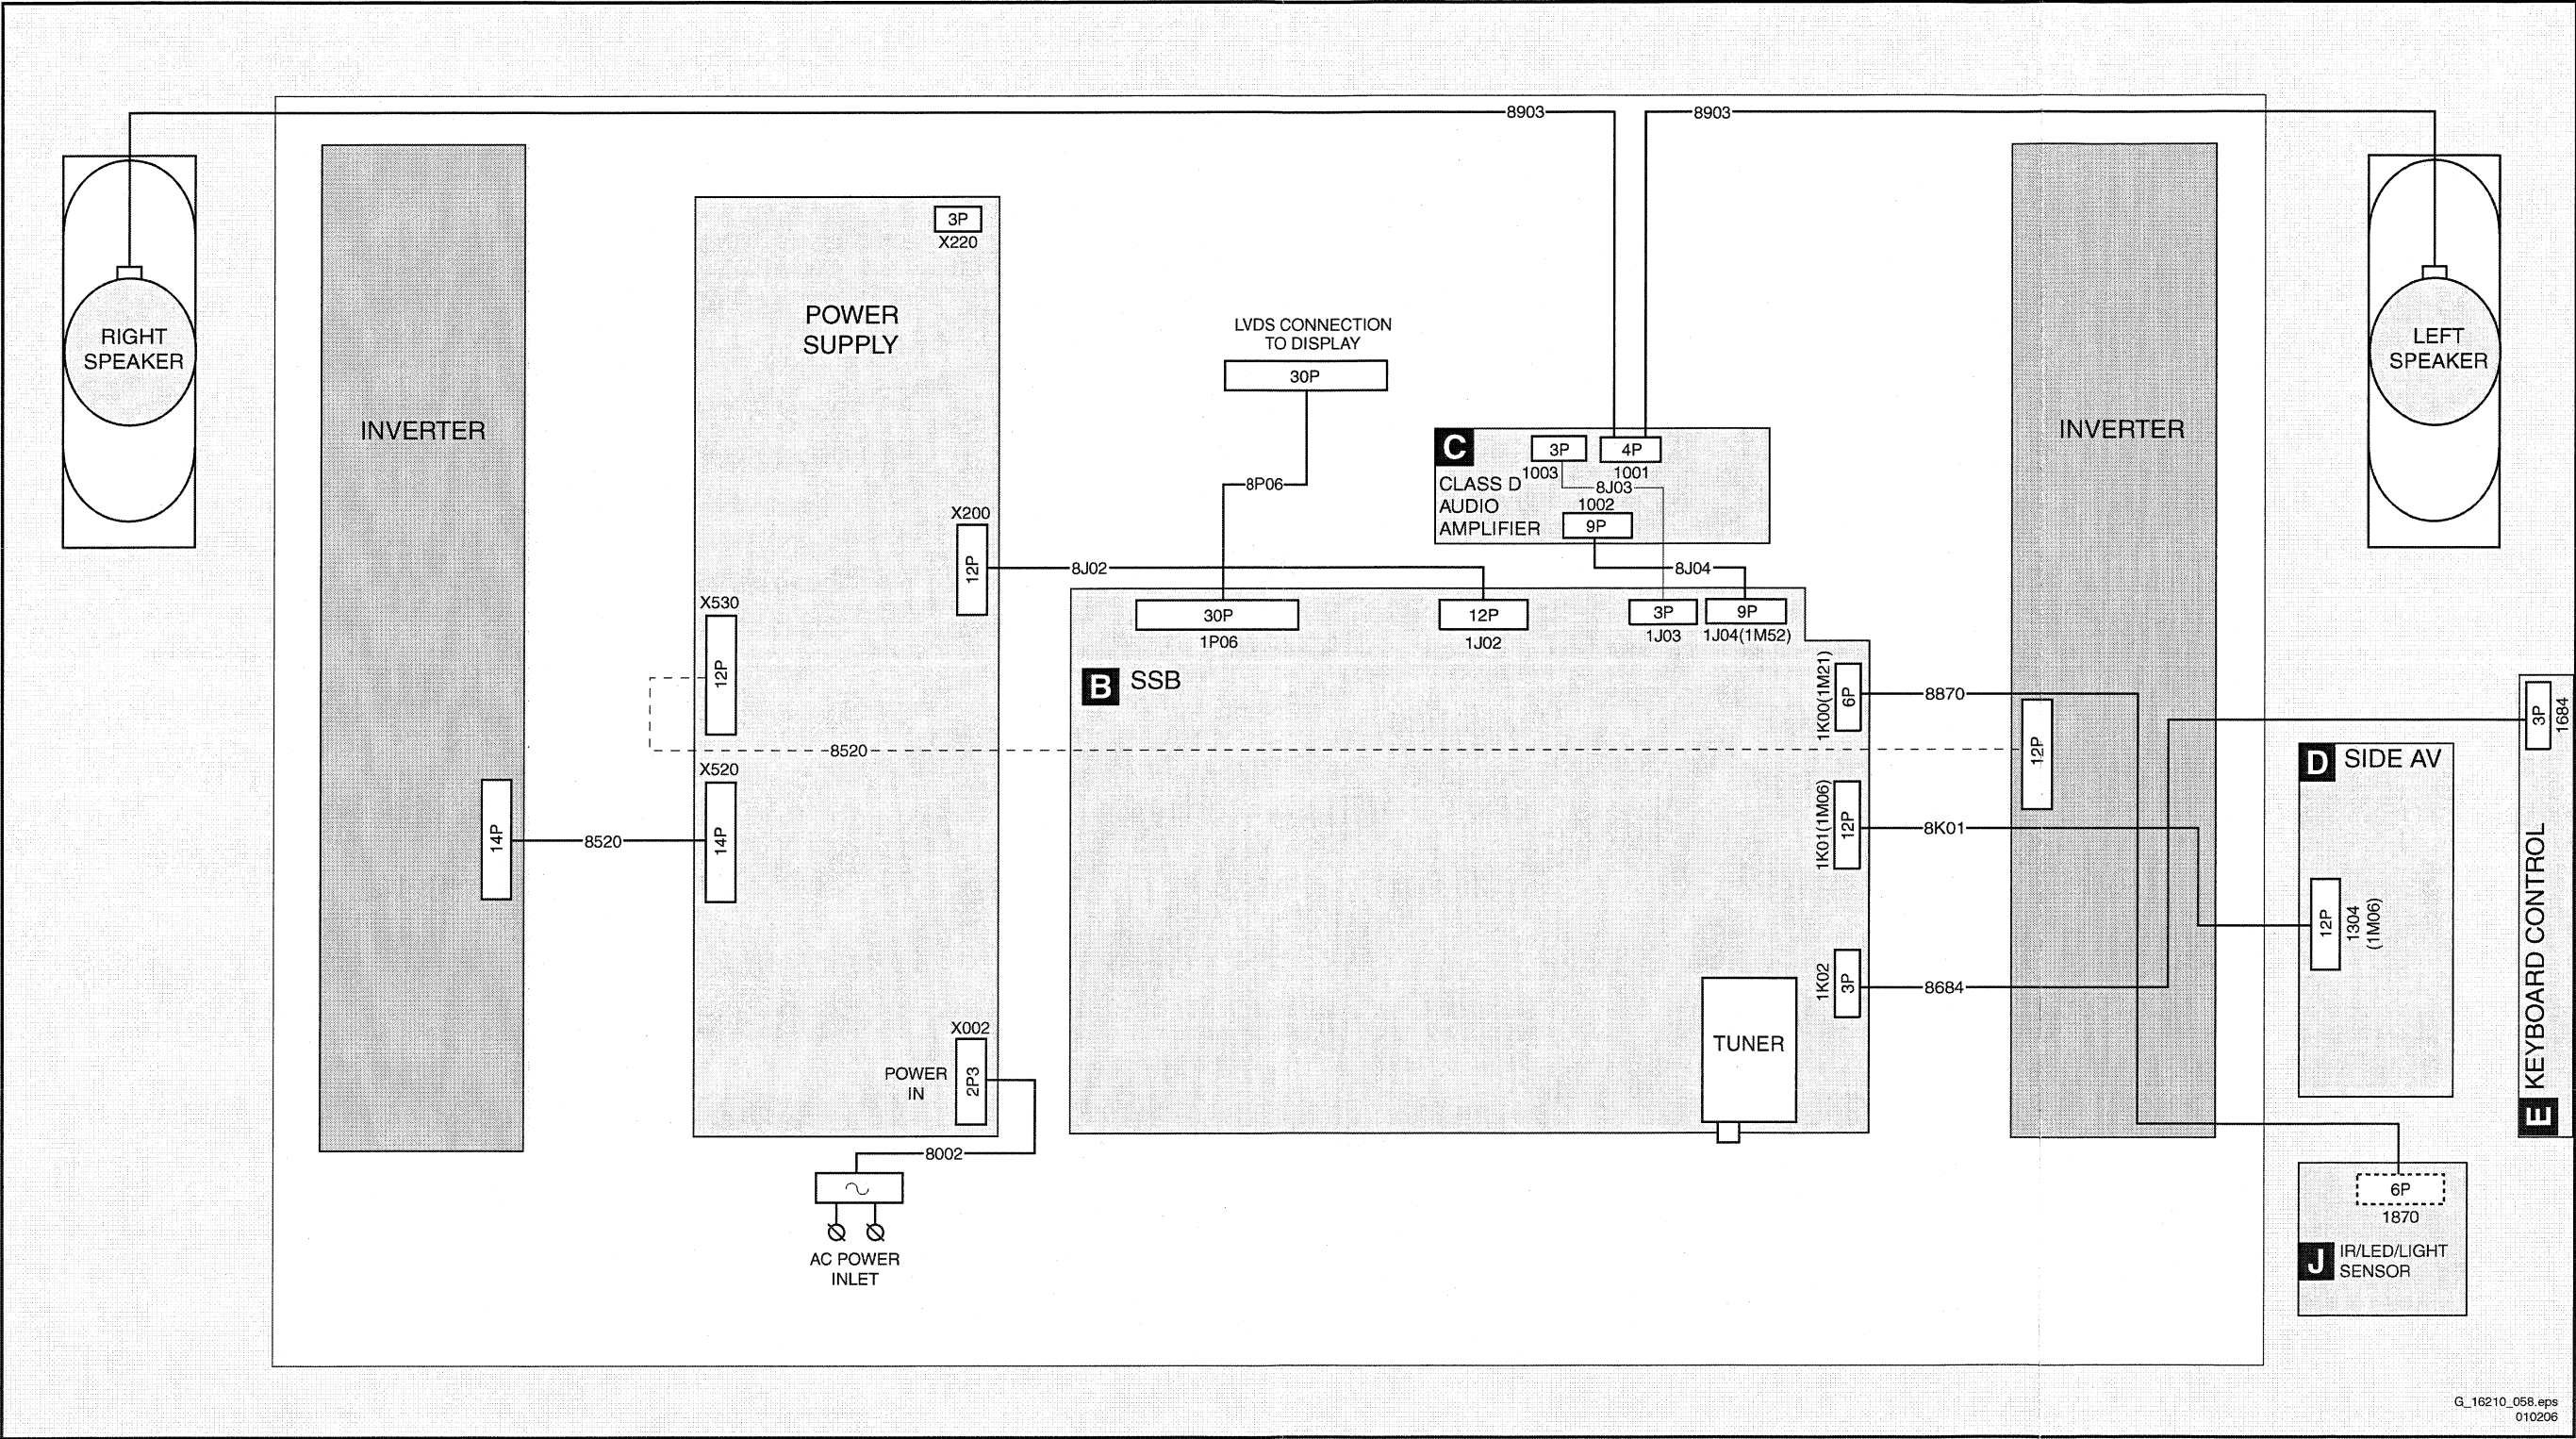 8903
8903
RIGHT
SPEAKER
INVERTER
3P
X220
POWER
SUPPLY
X200
12P
X530
12P
8520
X520
14P
14P
8520
X002
POWER
IN
2P3
8002
AC POWER
INLET
LVDS CONNECTION
TO DISPLAY
30P
8P06
8J02
C
3P
1003
4P
1001
CLASS D
AUDIO
AMPLIFIER
8J03
1002
9P
8J04
30P
1P06
12P
1J02
3P
1J03
9P
1J04(1M52)
B SSB
1K00(1M21)
6P
8870
1K01(1M06)
12P
8K01
1K02
3P
8684
TUNER
INVERTER
12P
LEFT
SPEAKER
3P
1684
D SIDE AV
12P
1304
(1M06)
E KEYBOARD CONTROL
6P
1870
J
IR/LED/LIGHT
SENSOR
G_16210_058.eps
010206